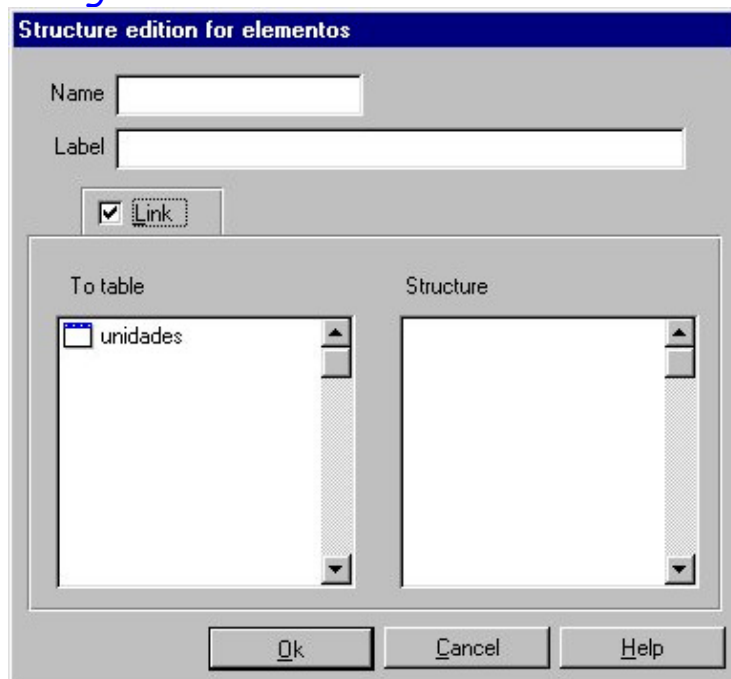 Structure edition for elementos
Name
Label
Link
To table
Structure
unidades
Ok
Cancel
Help